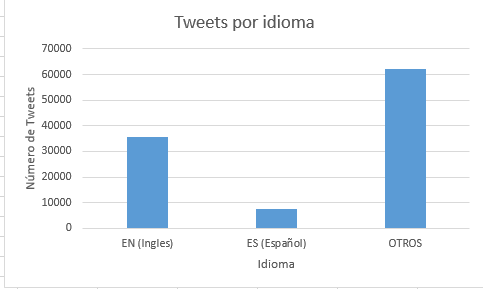 Tweets por idioma
70000
60000
50000
40000
30000
20000
10000
0
Número de Tweets
EN (Ingles) ES (Español) OTROS
Idioma